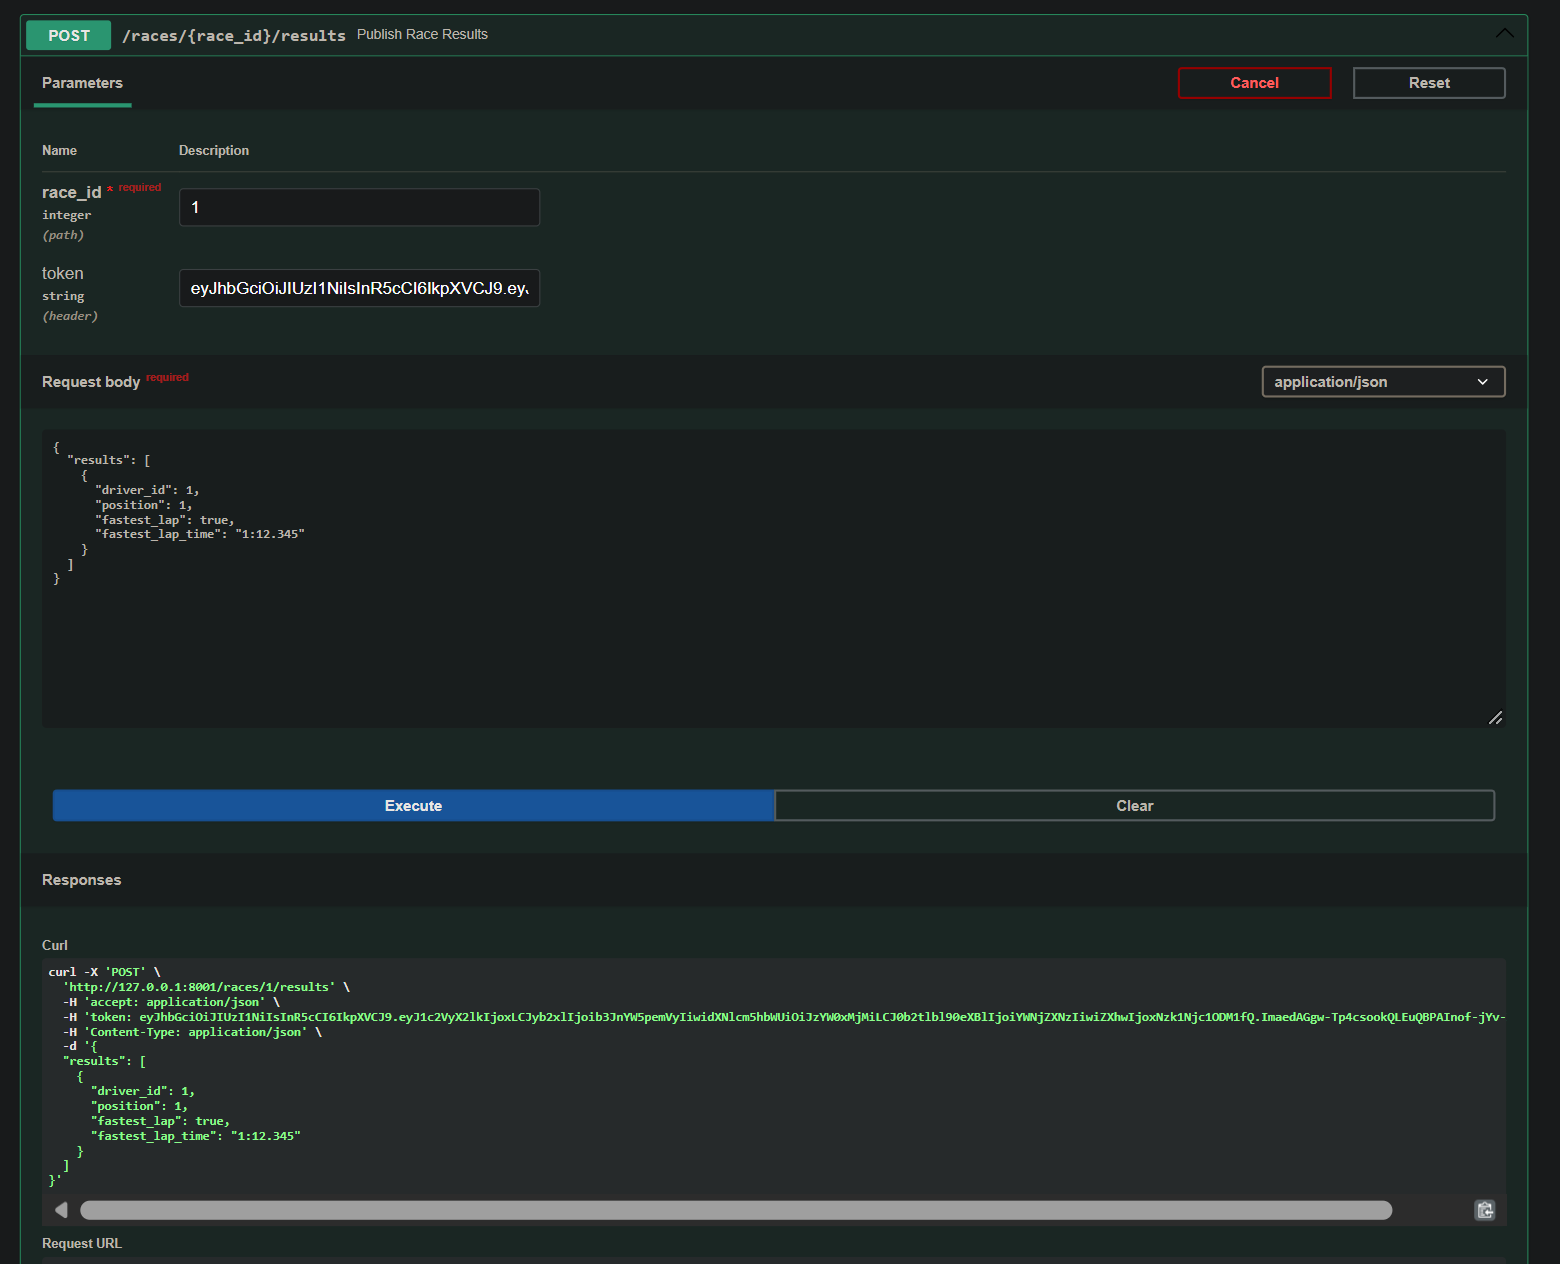 POST /races/{race_id}/results Publish Race Results
Parameters
Cancel
Reset
Name Description
race_id * required
integer
(path)
1
token
string
(header)
eyJhbGciOiJIUzI1NiIsInR5cCI6IkpXVCJ9.ey
Request body required
application/json
{
  "results": [
    {
      "driver_id": 1,
      "position": 1,
      "fastest_lap": true,
      "fastest_lap_time": "1:12.345"
    }
  ]
}
Execute
Clear
Responses
Curl
curl -X 'POST' \
  'http://127.0.0.1:8001/races/1/results' \
  -H 'accept: application/json' \
  -H 'token: eyJhbGciOiJIUzI1NiIsInR5cCI6IkpXVCJ9.eyJ1c2VyX2lkIjoxLCJyb2xlIjoib3JnYW5pemVyIiwidXNlcm5hbWUiOiJzYW0xMjMiLCJ0b2tlbl90eXBlIjoiYWNjZXNzIiwiZXhwIjoxNzk1Njc1ODM1fQ.ImaedAGgw-Tp4csookQLEuQBPAInof-jYv-
  -H 'Content-Type: application/json' \
  -d '{
  "results": [
    {
      "driver_id": 1,
      "position": 1,
      "fastest_lap": true,
      "fastest_lap_time": "1:12.345"
    }
  ]
}'
Request URL